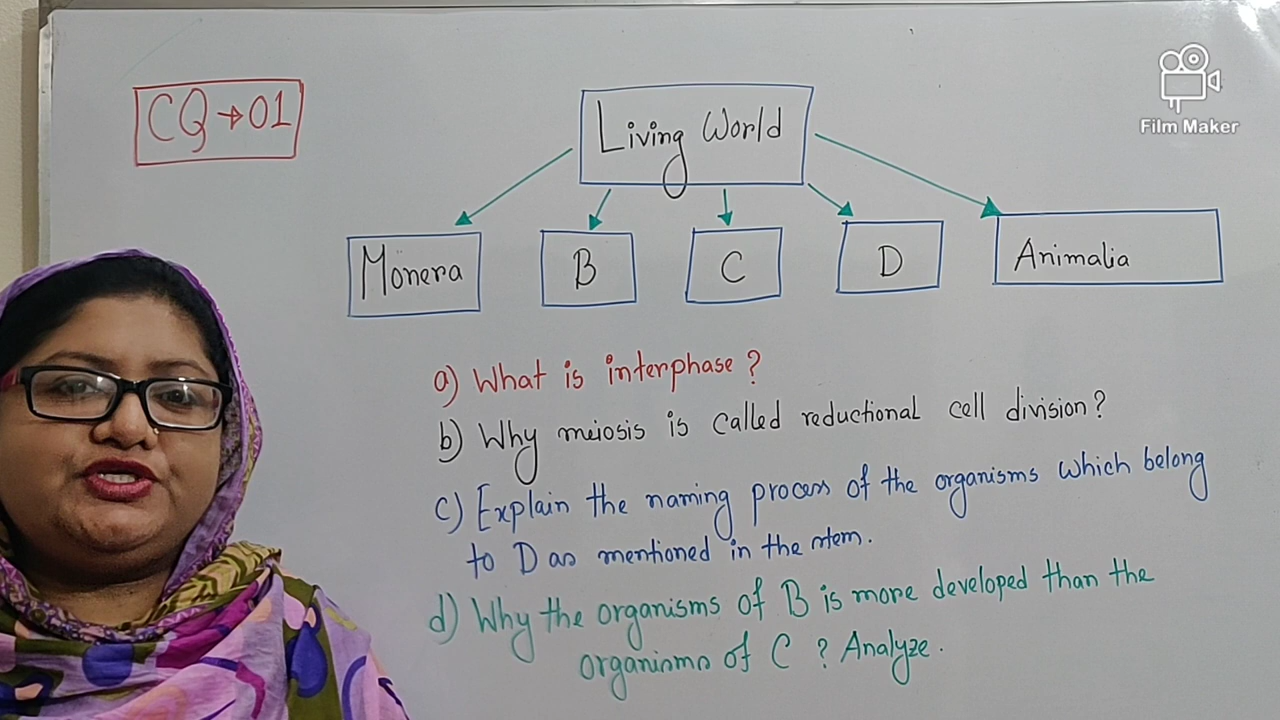 CQ → 01
Living World
Film Maker
Monera
B
C
D
Animalia
a) What is interphase?
b) Why meiosis is called reductional cell division?
c) Explain the naming process of the organisms which belong
to D as mentioned in the stem.
d) Why the organisms of B is more developed than the
organisms of C ? Analyze.